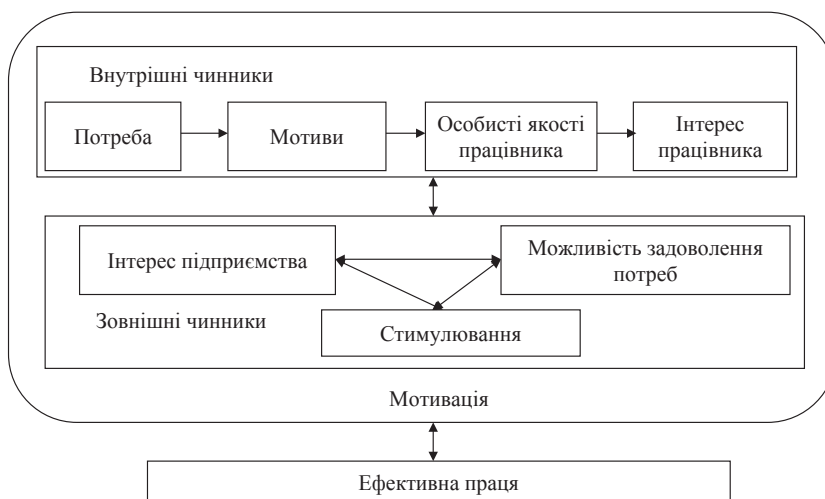 Внутрішні чинники
Потреба
Мотиви
Особисті якості
працівника
Інтерес
працівника
Інтерес підприємства
Можливість задоволення
потреб
Зовнішні чинники
Стимулювання
Мотивація
Ефективна праця